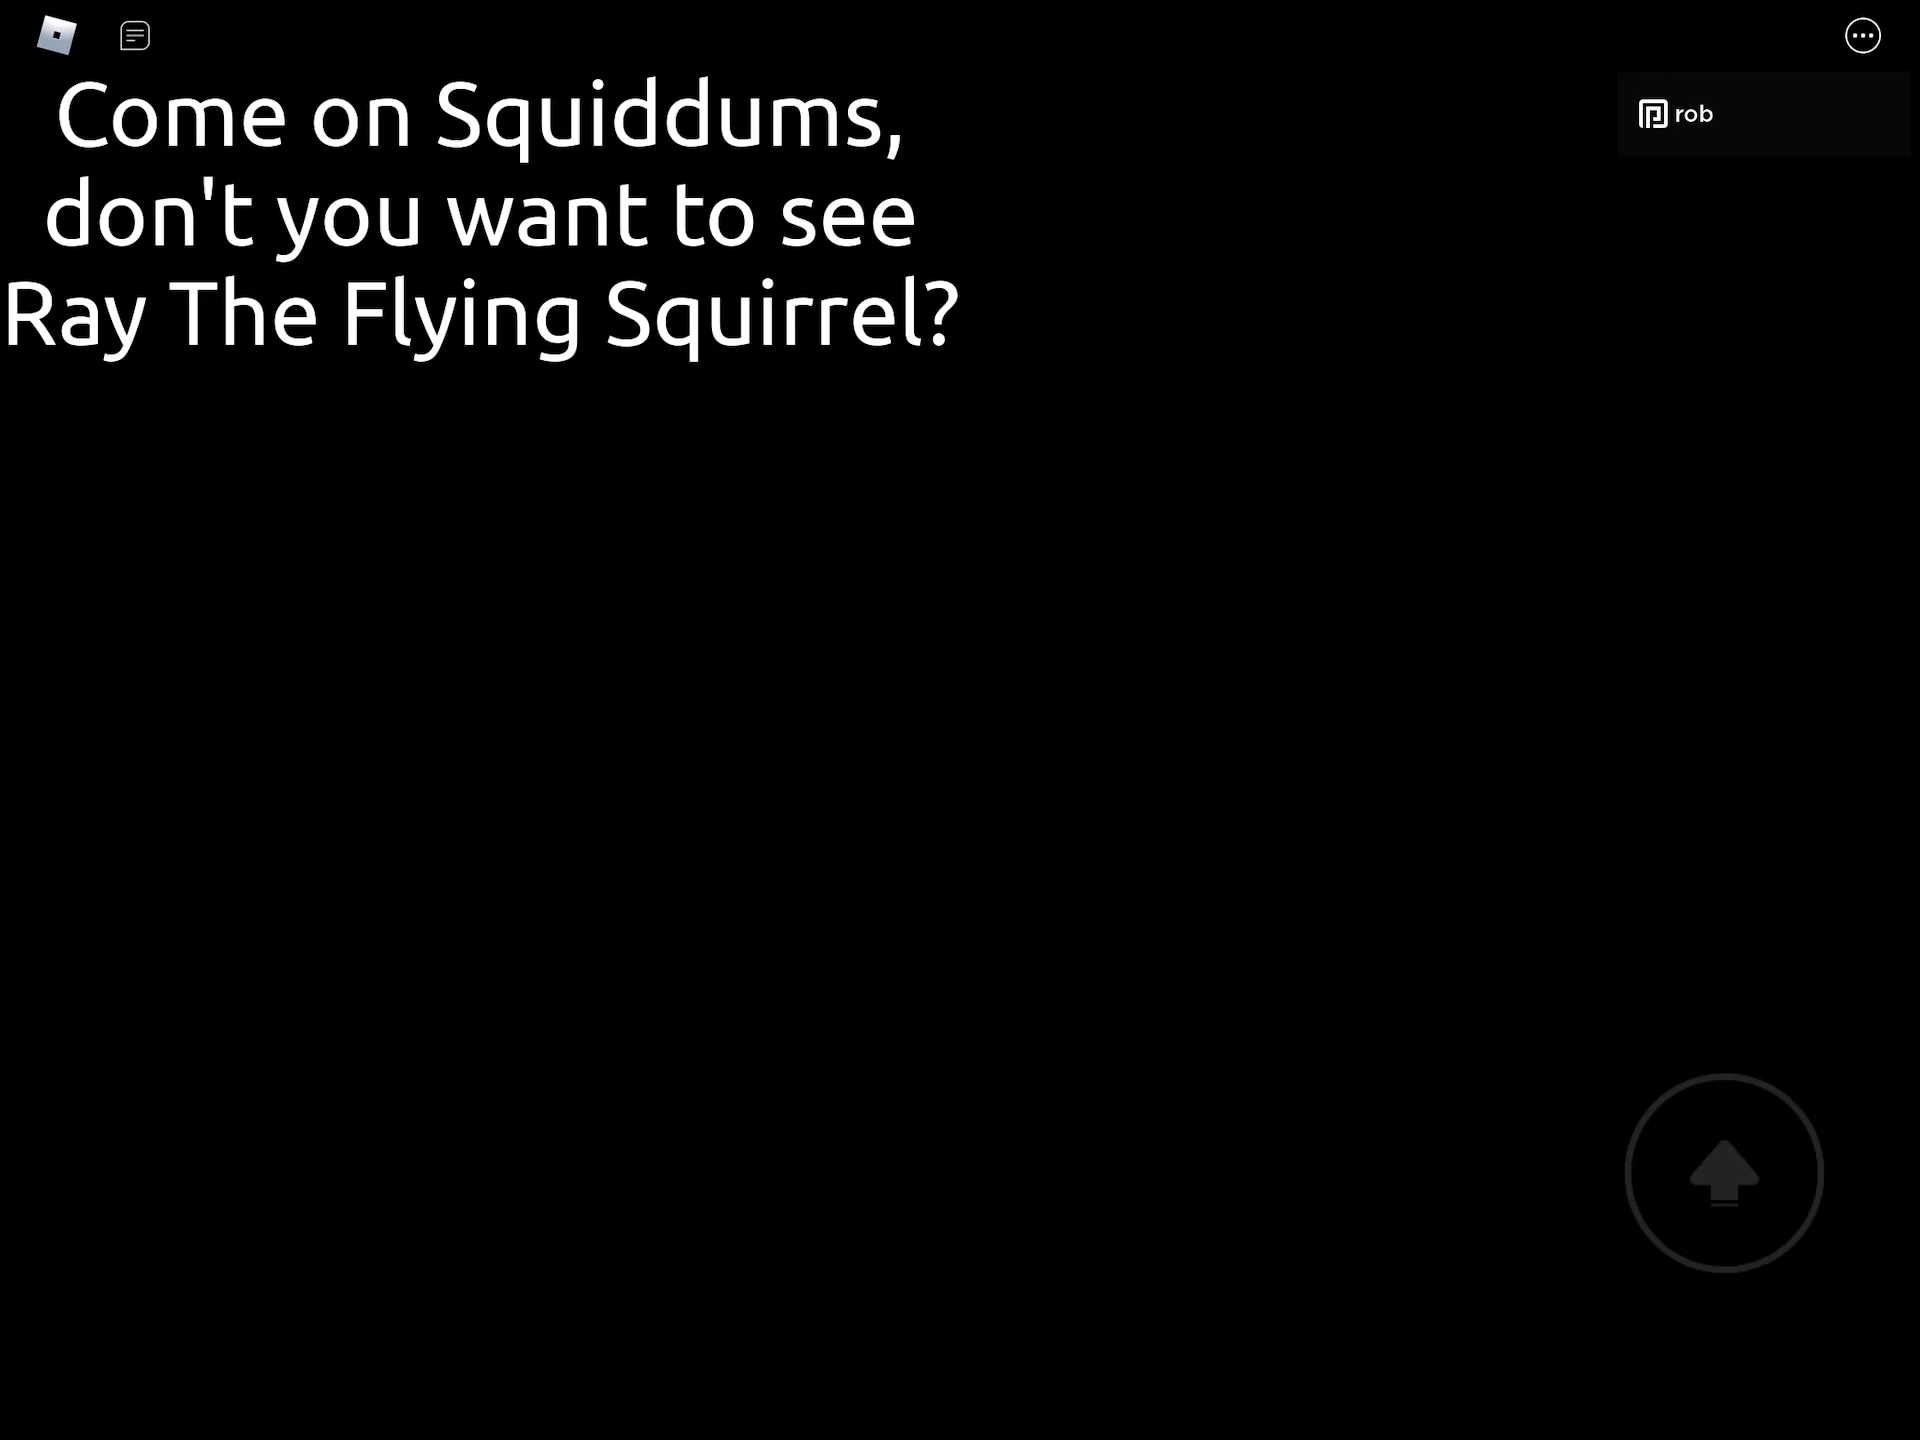 Come on Squiddums,
don't you want to see
Ray The Flying Squirrel?
rob